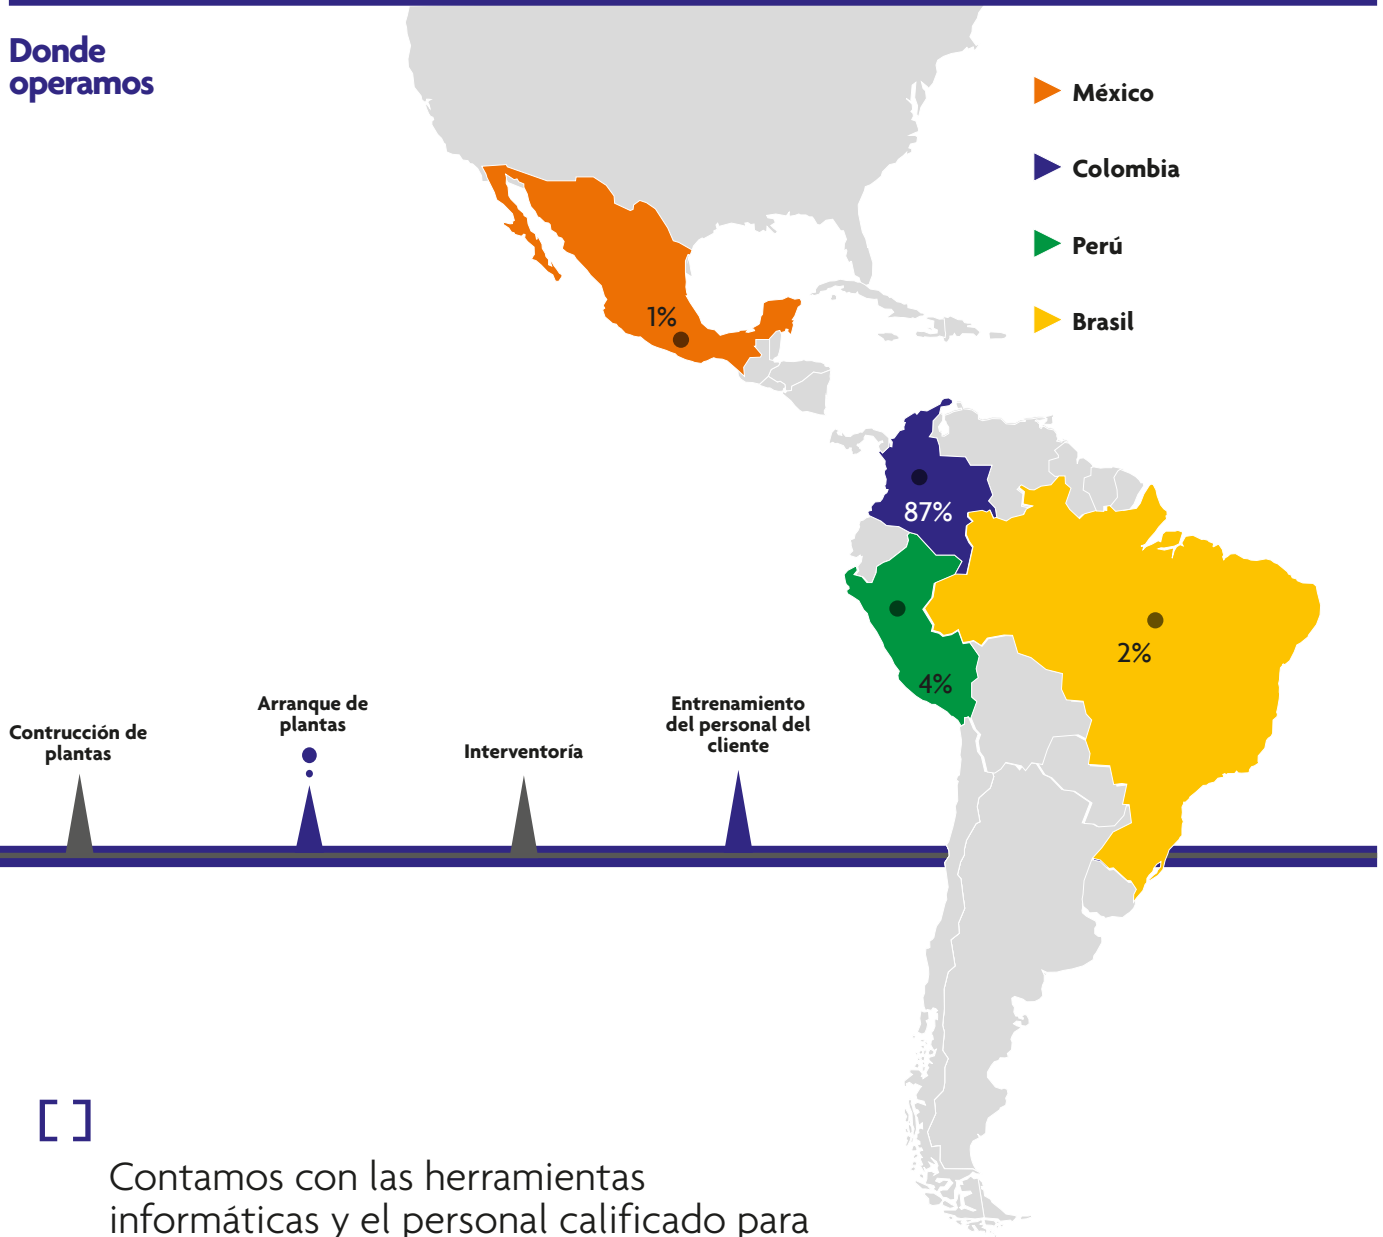 Donde
operamos
México
Colombia
Perú
Brasil
1%
87%
2%
4%
Contrucción de
plantas
Arranque de
plantas
Interventoría
Entrenamiento
del personal del
cliente
Contamos con las herramientas
informáticas y el personal calificado para